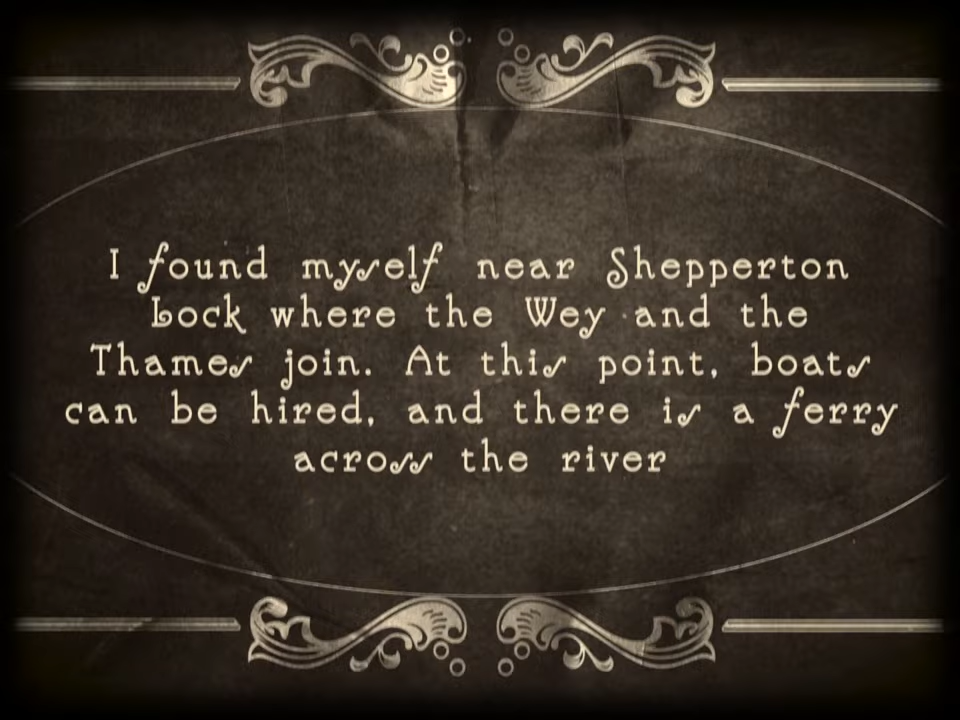 I found myself near Shepperton
Lock where the Wey and the
Thames join. At this point, boats
can be hired, and there is a ferry
across the river